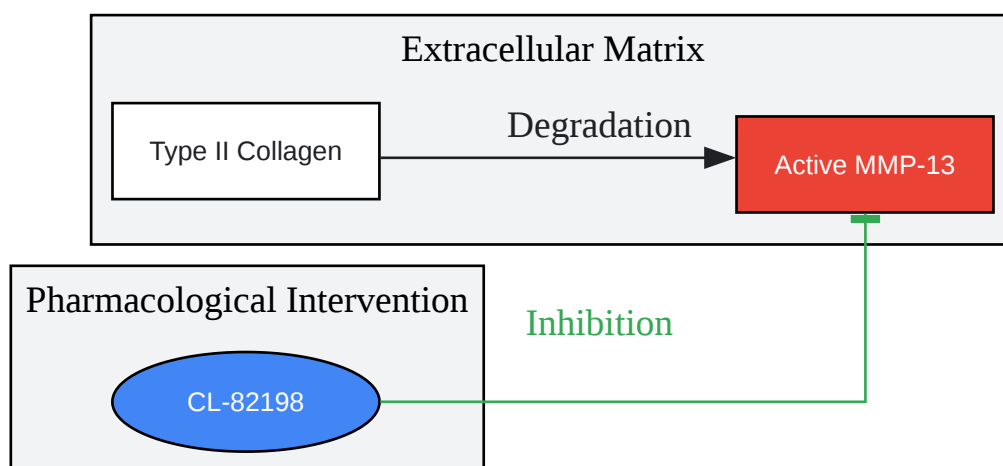 Extracellular Matrix
Degradation
Type II Collagen
Active MMP-13
Pharmacological Intervention
Inhibition
CL-82198